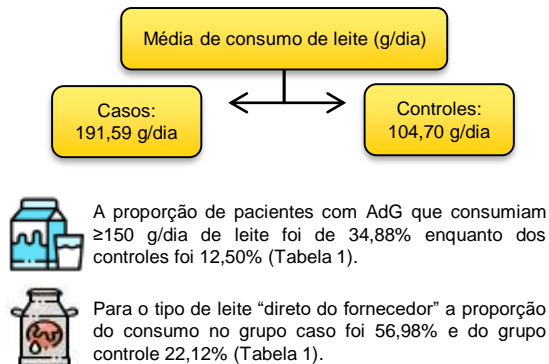 Média de consumo de leite (g/dia)
Casos:
191,59 g/dia
Controles:
104,70 g/dia
A proporção de pacientes com AdG que consumiam
≥150 g/dia de leite foi de 34,88% enquanto dos
controles foi 12,50% (Tabela 1).
Para o tipo de leite “direto do fornecedor” a proporção
do consumo no grupo caso foi 56,98% e do grupo
controle 22,12% (Tabela 1).